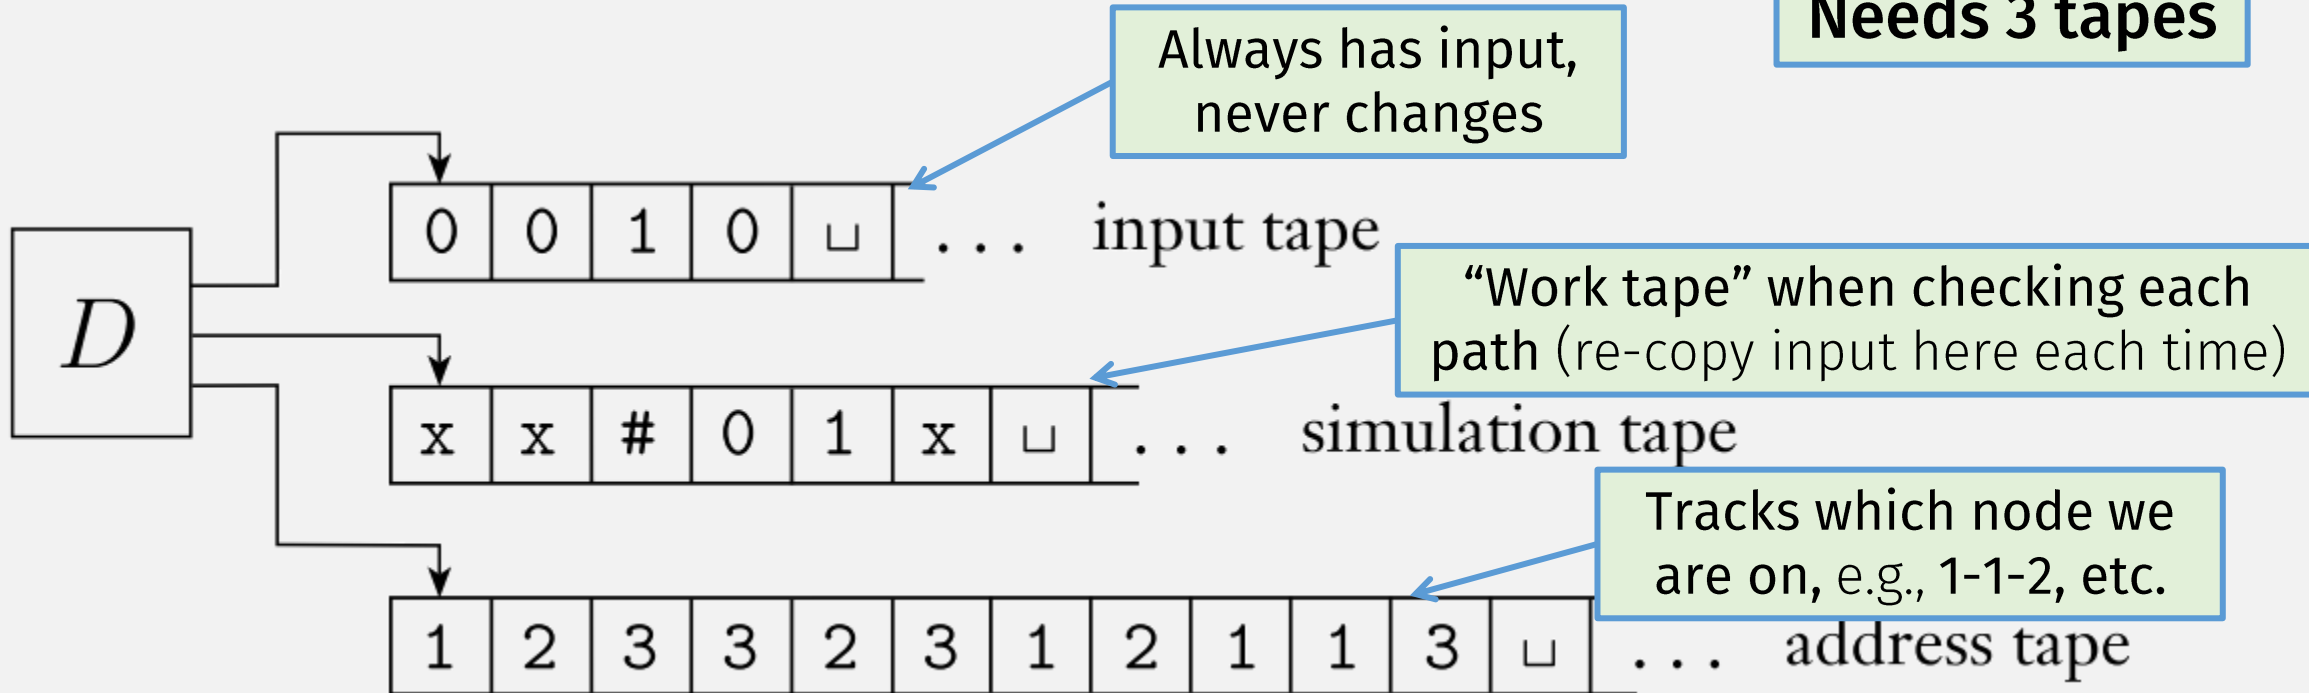 Needs 3 tapes
Always has input,
never changes
0 0 1 0 ␣ ... input tape
“Work tape” when checking each
path (re-copy input here each time)
D
x x # 0 1 x ␣ ... simulation tape
Tracks which node we
are on, e.g., 1-1-2, etc.
1 2 3 3 2 3 1 2 1 1 3 ␣ ... address tape